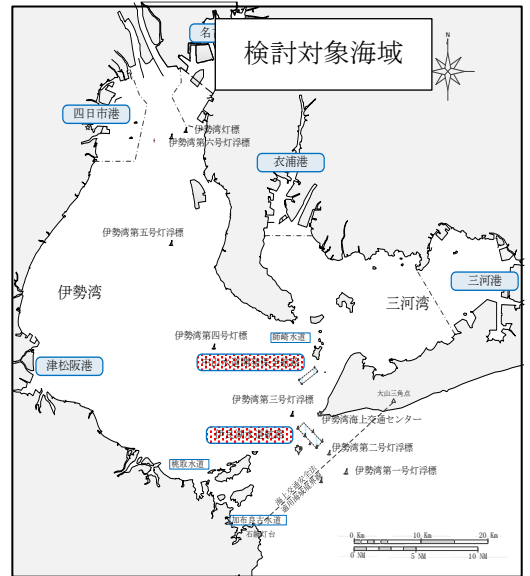 検討対象海域
N
四日市港
伊勢湾灯標
伊勢湾第六号灯浮標
衣浦港
伊勢湾第五号灯浮標
伊勢湾
三河湾
三河港
伊勢湾第四号灯浮標
師崎水道
津松阪港
大山三角点
伊勢湾第三号灯浮標
伊勢湾海上交通センター
伊勢湾第二号灯浮標
桃取水道
伊勢湾第一号灯浮標
海上交通安全法
適用海域境界線
加布良古水道
石鏡灯台
0 Km 10 Km 20 Km
0 NM 5 NM 10 NM